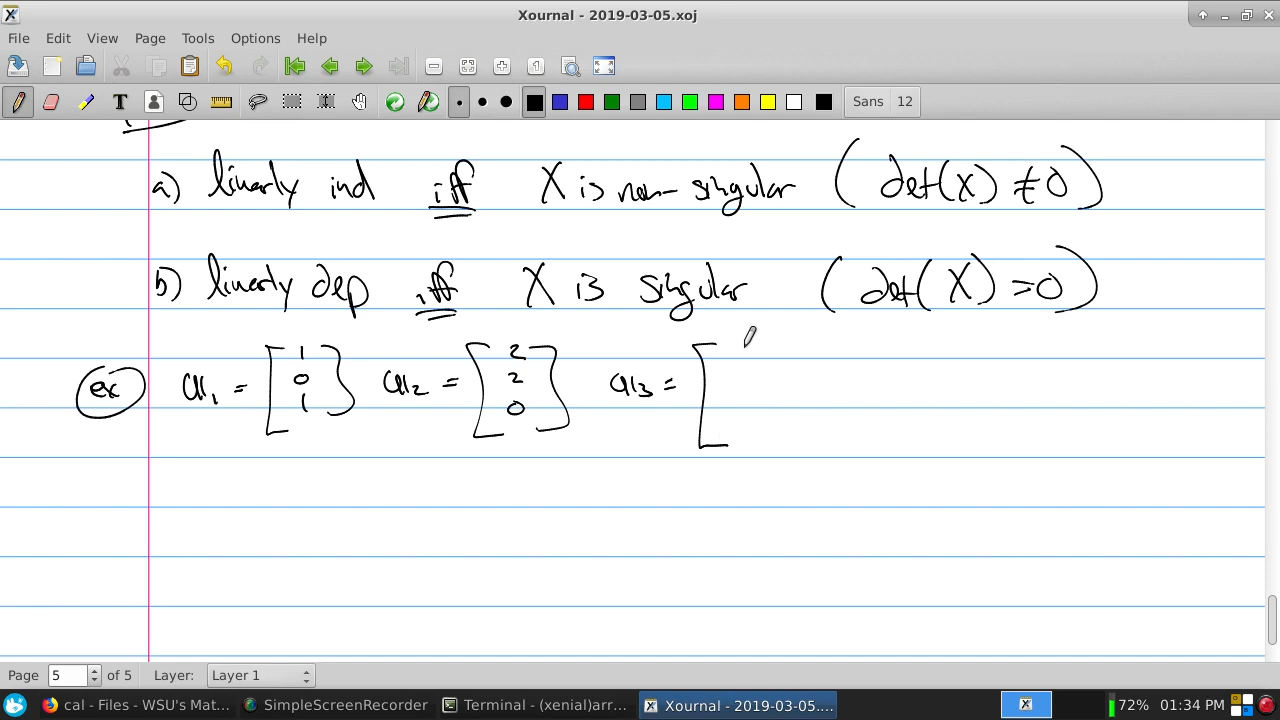 Xournal - 2019-03-05.xoj
File Edit View Page Tools Options Help
Sans 12
a) linearly ind iff X is non-singular (det(X) ≠ 0)
b) linearly dep iff X is singular (det(X) = 0)
ex 𝕒₁ = [1 0 1] 𝕒₂ = [2 2 0] 𝕒₃ = [
Page 5 of 5 Layer: Layer 1
cal - Files - WSU's Mat... SimpleScreenRecorder Terminal - (xenial)arr... Xournal - 2019-03-05.... 72% 01:34 PM